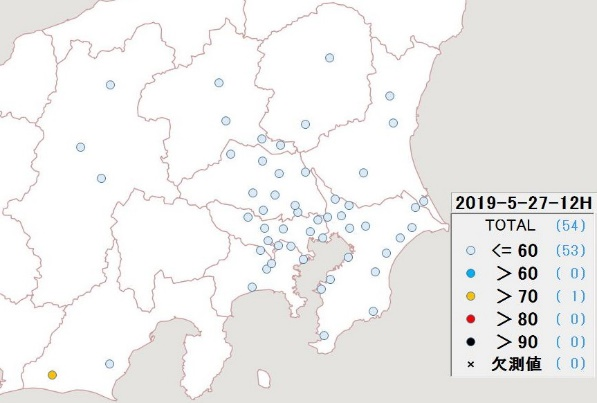 2019-5-27-12H
TOTAL (54)
<= 60 (53)
> 60 ( 0)
> 70 ( 1)
> 80 ( 0)
> 90 ( 0)
× 欠測値 ( 0)